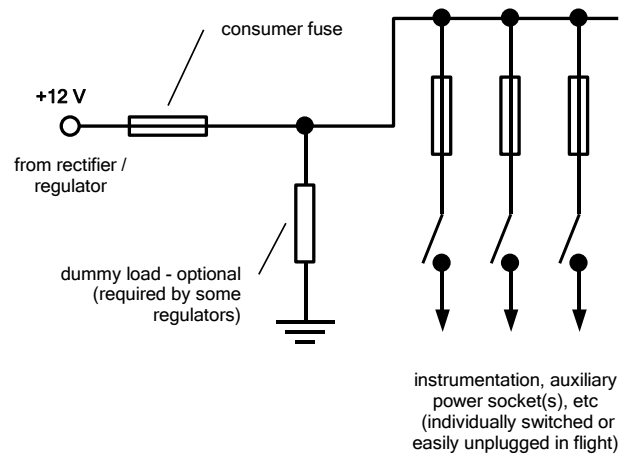 consumer fuse
+12 V
from rectifier /
regulator
dummy load - optional
(required by some
regulators)
instrumentation, auxiliary
power socket(s), etc
(individually switched or
easily unplugged in flight)